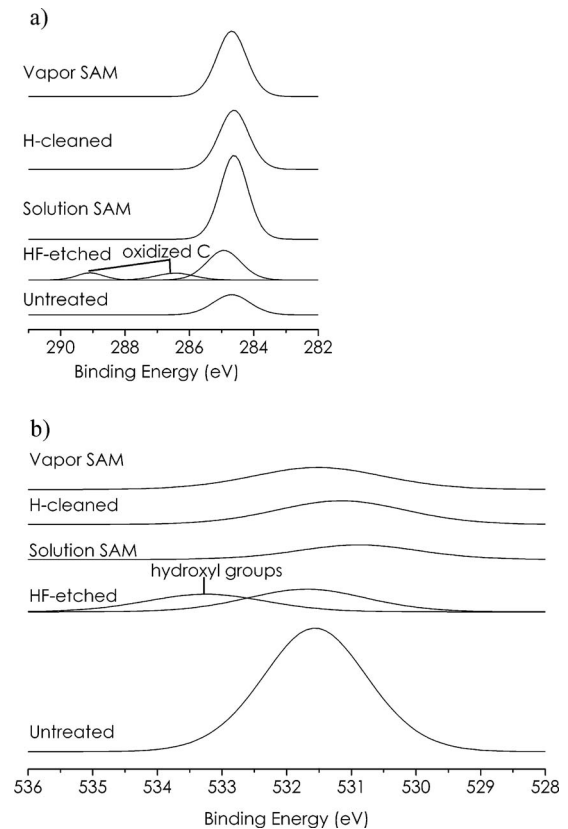 a)
Vapor SAM
H-cleaned
Solution SAM
HF-etched
oxidized C
Untreated
290 288 286 284 282
Binding Energy (eV)
b)
Vapor SAM
H-cleaned
Solution SAM
hydroxyl groups
HF-etched
Untreated
536 535 534 533 532 531 530 529 528
Binding Energy (eV)